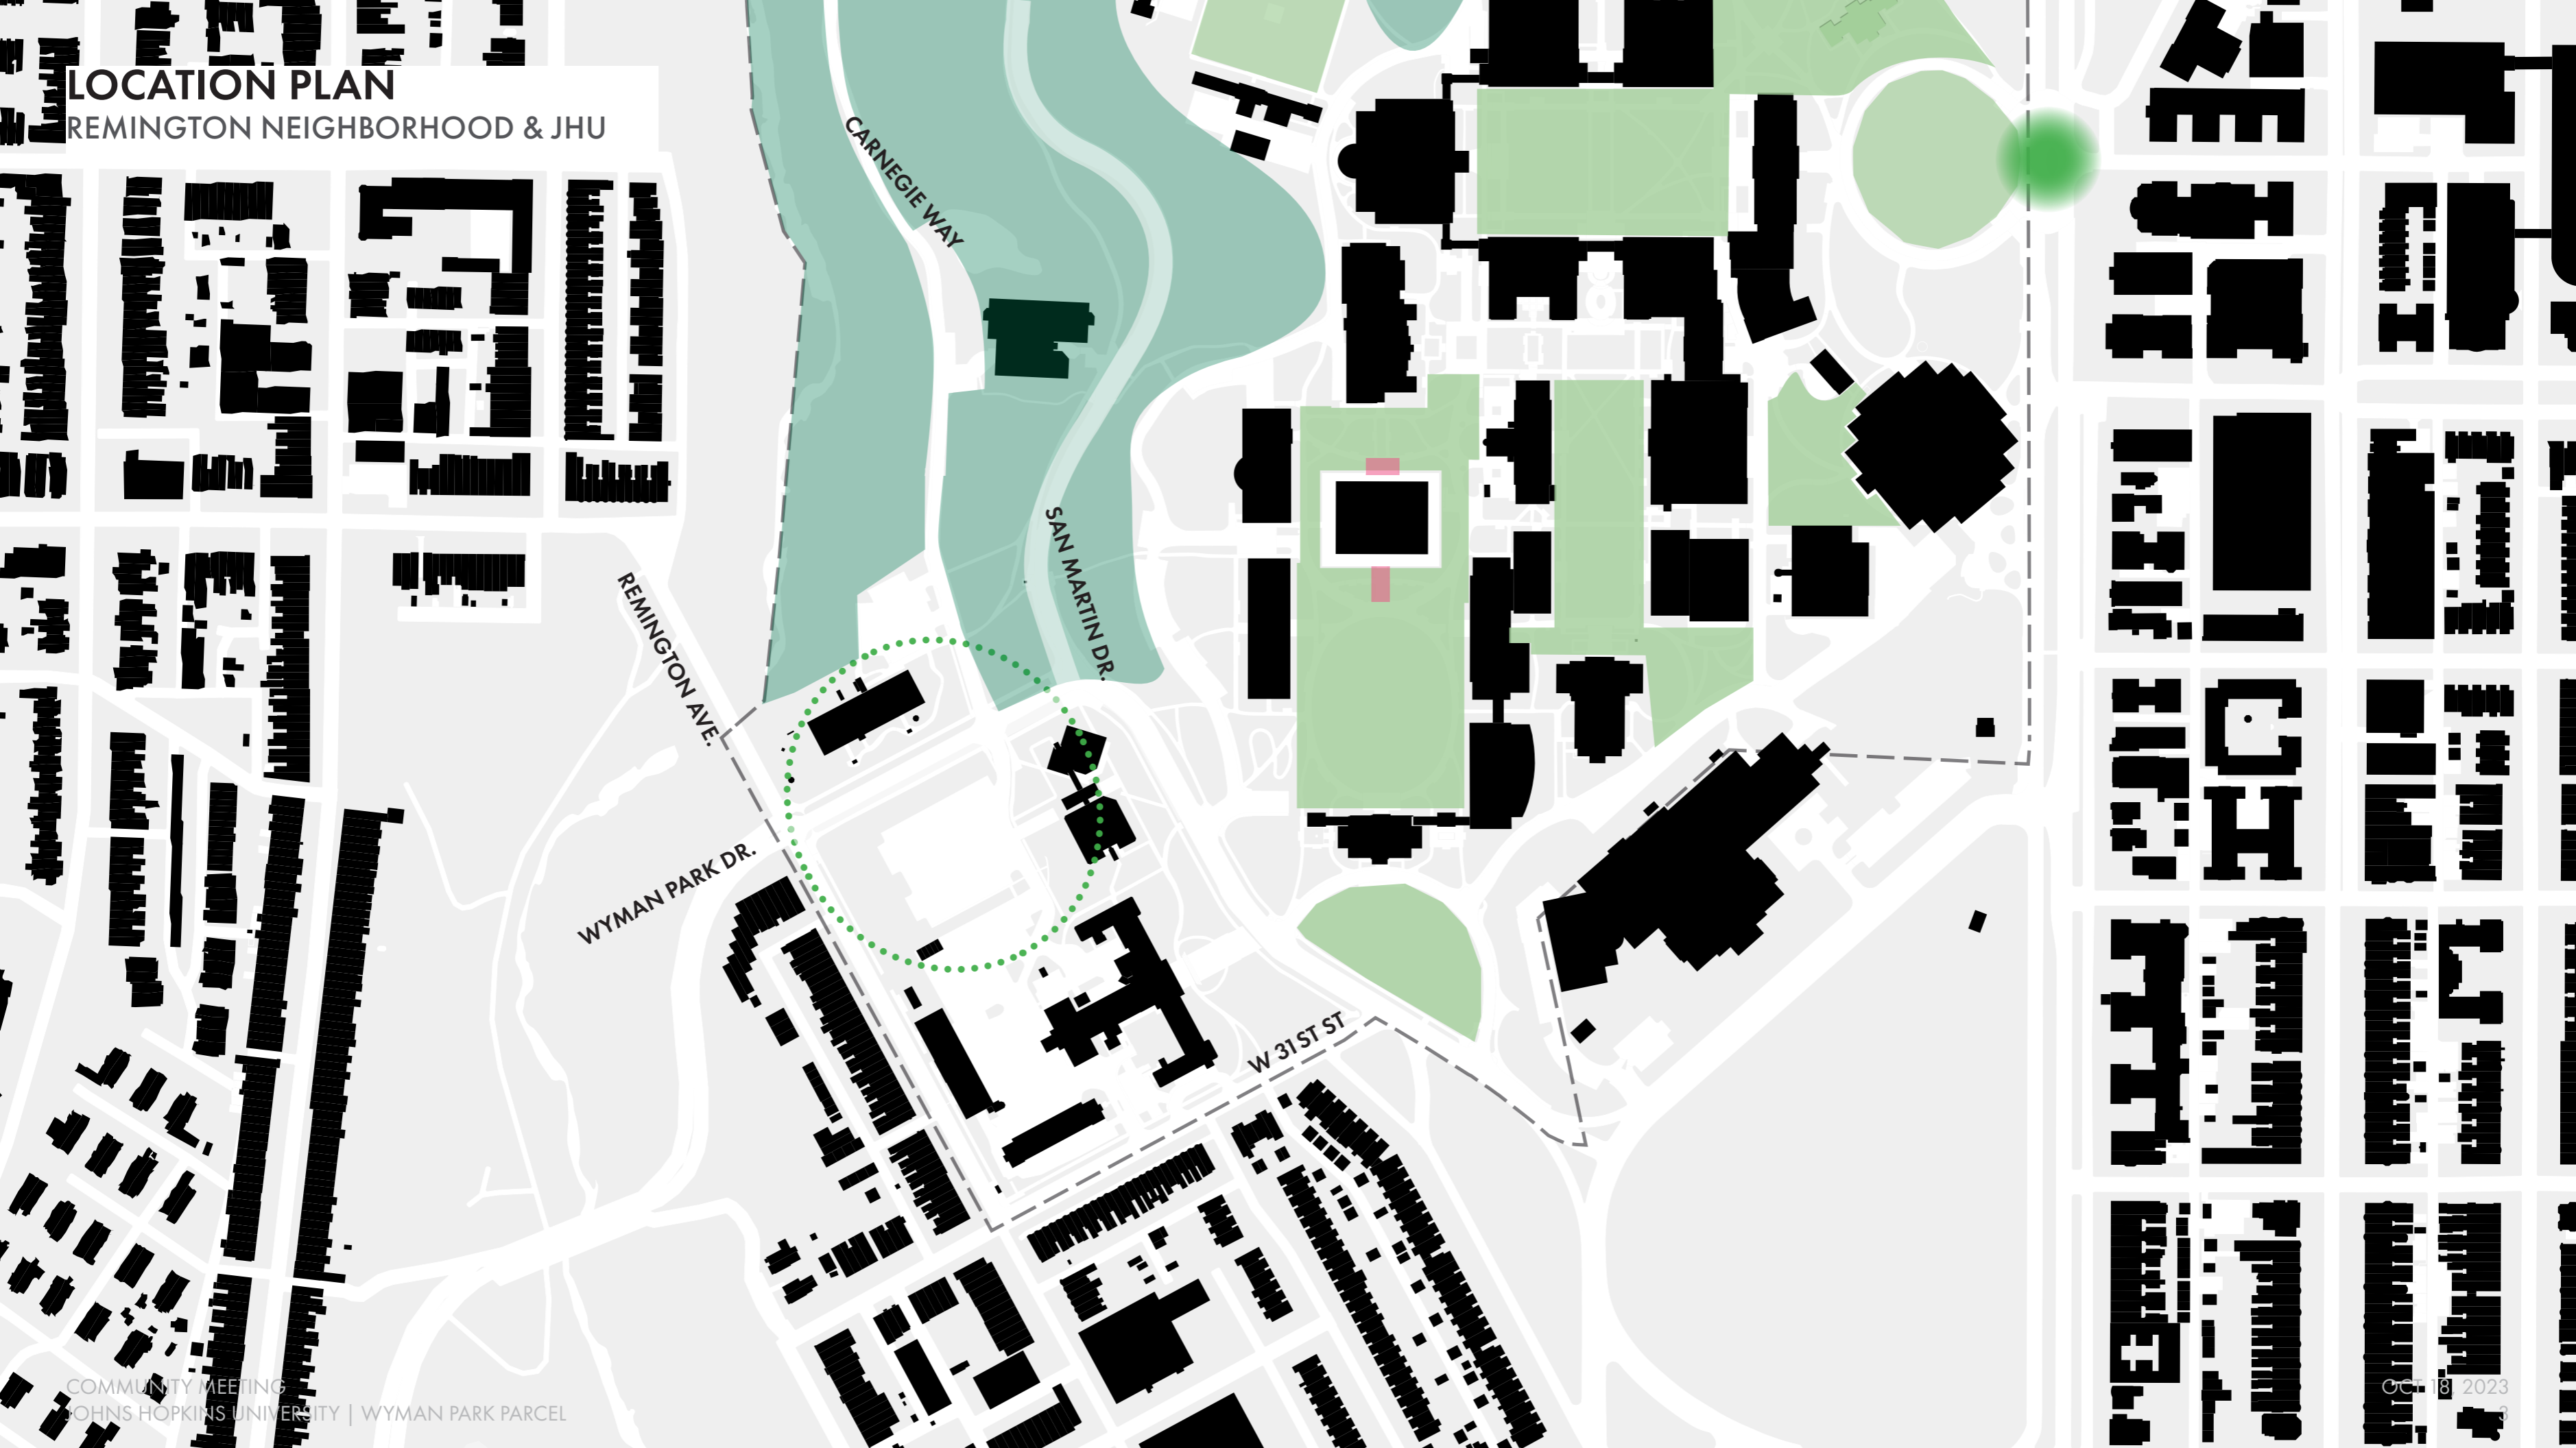 LOCATION PLAN
REMINGTON NEIGHBORHOOD & JHU
CARNEGIE WAY
SAN MARTIN DR.
REMINGTON AVE.
WYMAN PARK DR.
W 31ST ST
COMMUNITY MEETING
JOHNS HOPKINS UNIVERSITY | WYMAN PARK PARCEL
OCT 18, 2023
3